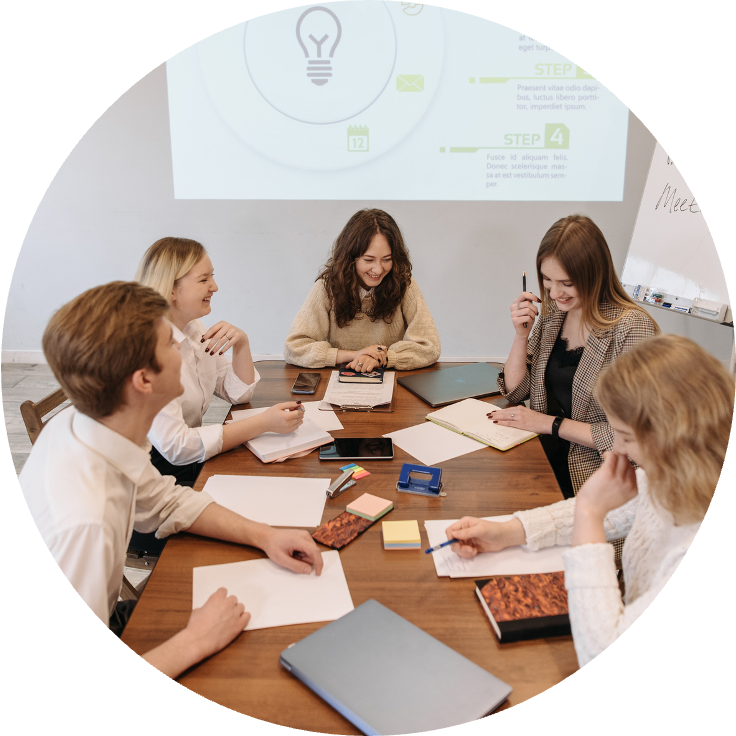 eget
STEP
Praesent vitae odio dapi-
bus, luctus libero portti-
tor, imperdiet ipsum.
12
STEP 4
Fusce id aliquam felis.
Donec scelerisque mas-
sa at est vestibulum sem-
per.
Meet